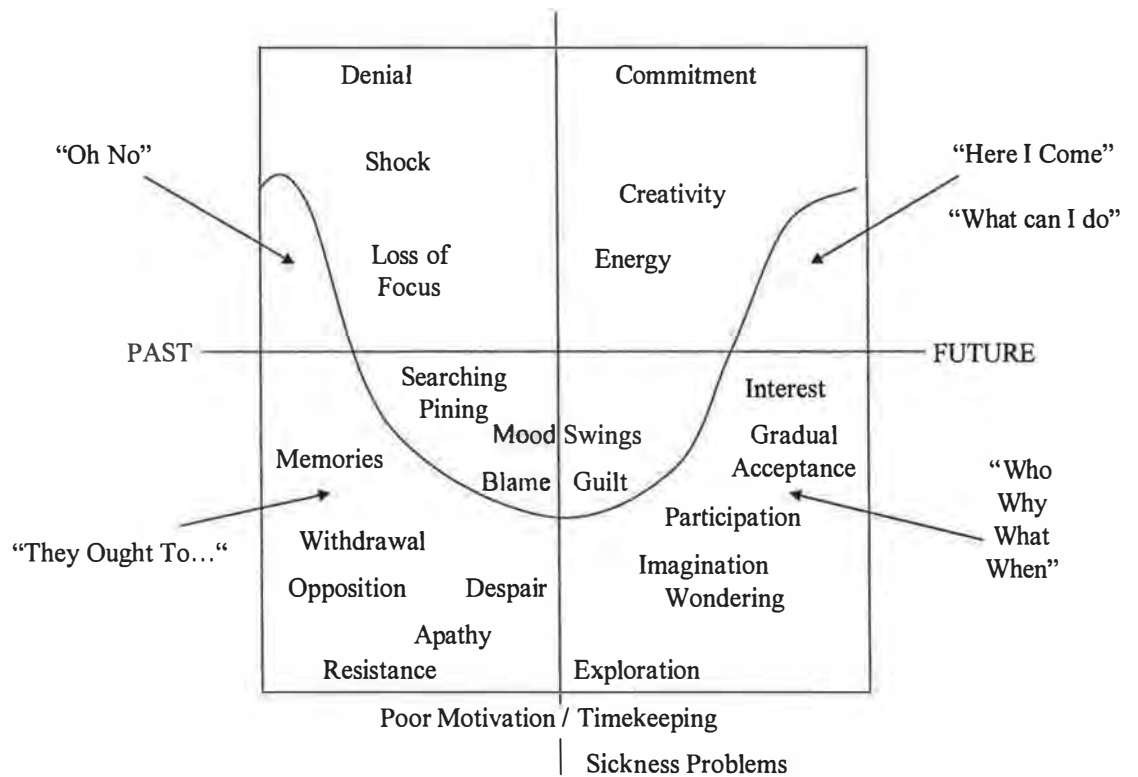 Denial
Commitment
“Oh No”
Shock
“Here I Come”
Creativity
“What can I do”
Loss of
Focus
Energy
PAST
FUTURE
Searching
Pining
Interest
Mood Swings
Gradual
Acceptance
Memories
Blame
Guilt
“Who
Why
What
When”
Participation
“They Ought To...“
Withdrawal
Imagination
Wondering
Opposition
Despair
Apathy
Resistance
Exploration
Poor Motivation / Timekeeping
Sickness Problems